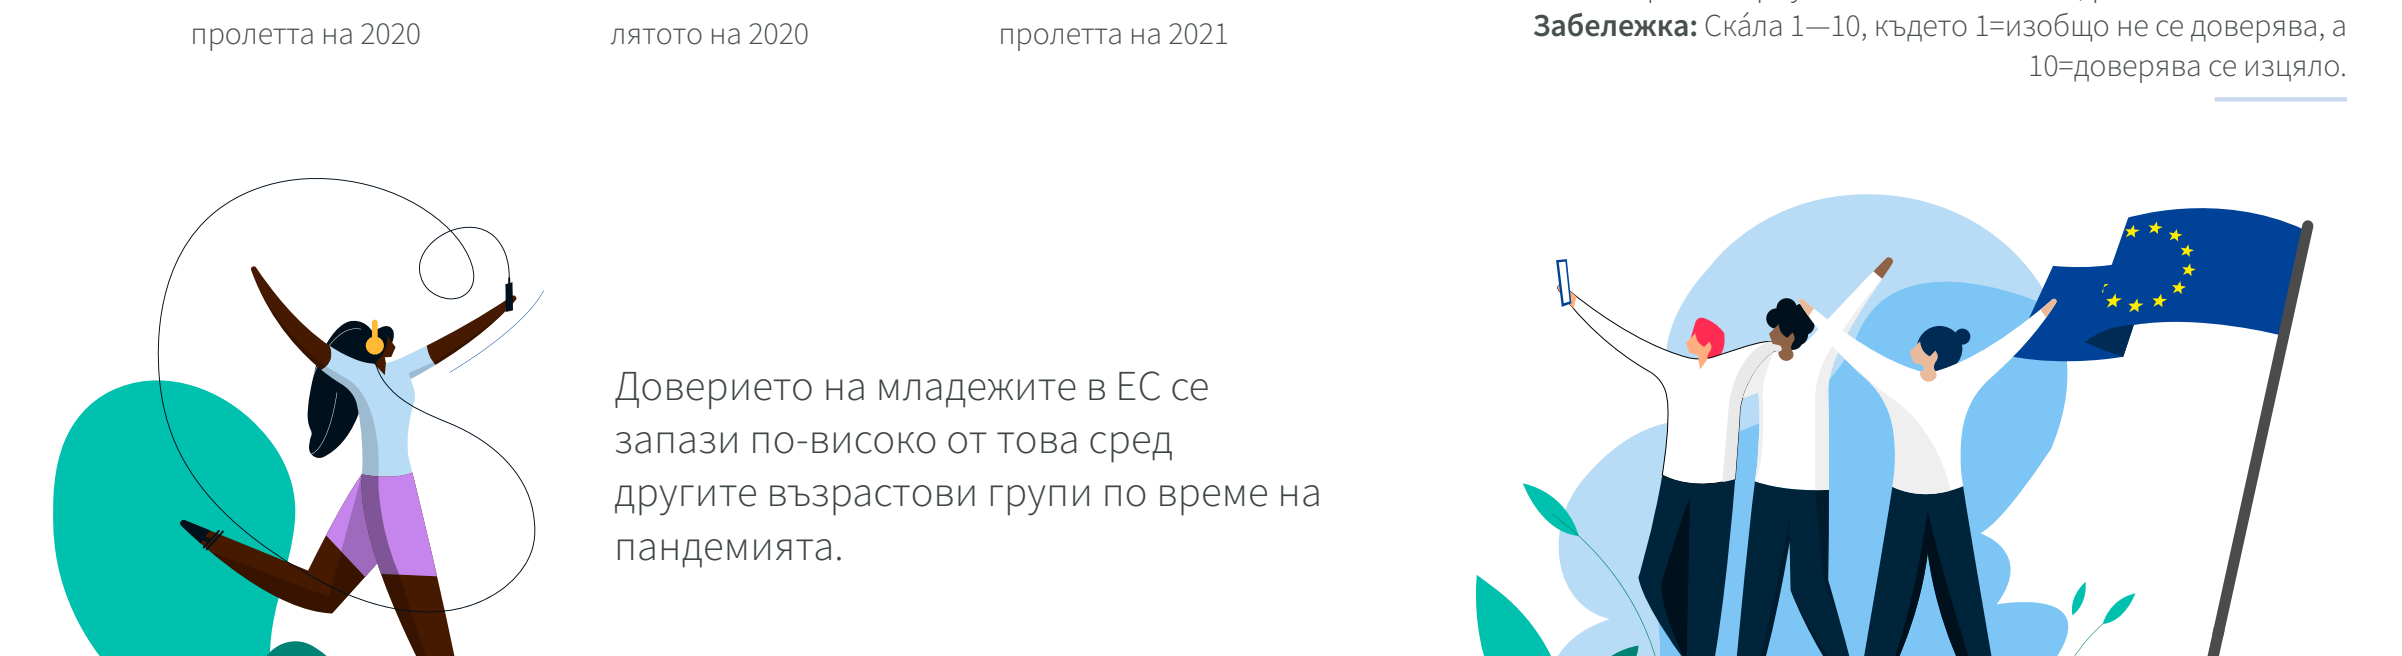 пролетта на 2020
лятото на 2020
пролетта на 2021
Забележка: Ска́ла 1—10, където 1=изобщо не се доверява, а
10=доверява се изцяло.
Доверието на младежите в ЕС се
запази по-високо от това сред
другите възрастови групи по време на
пандемията.